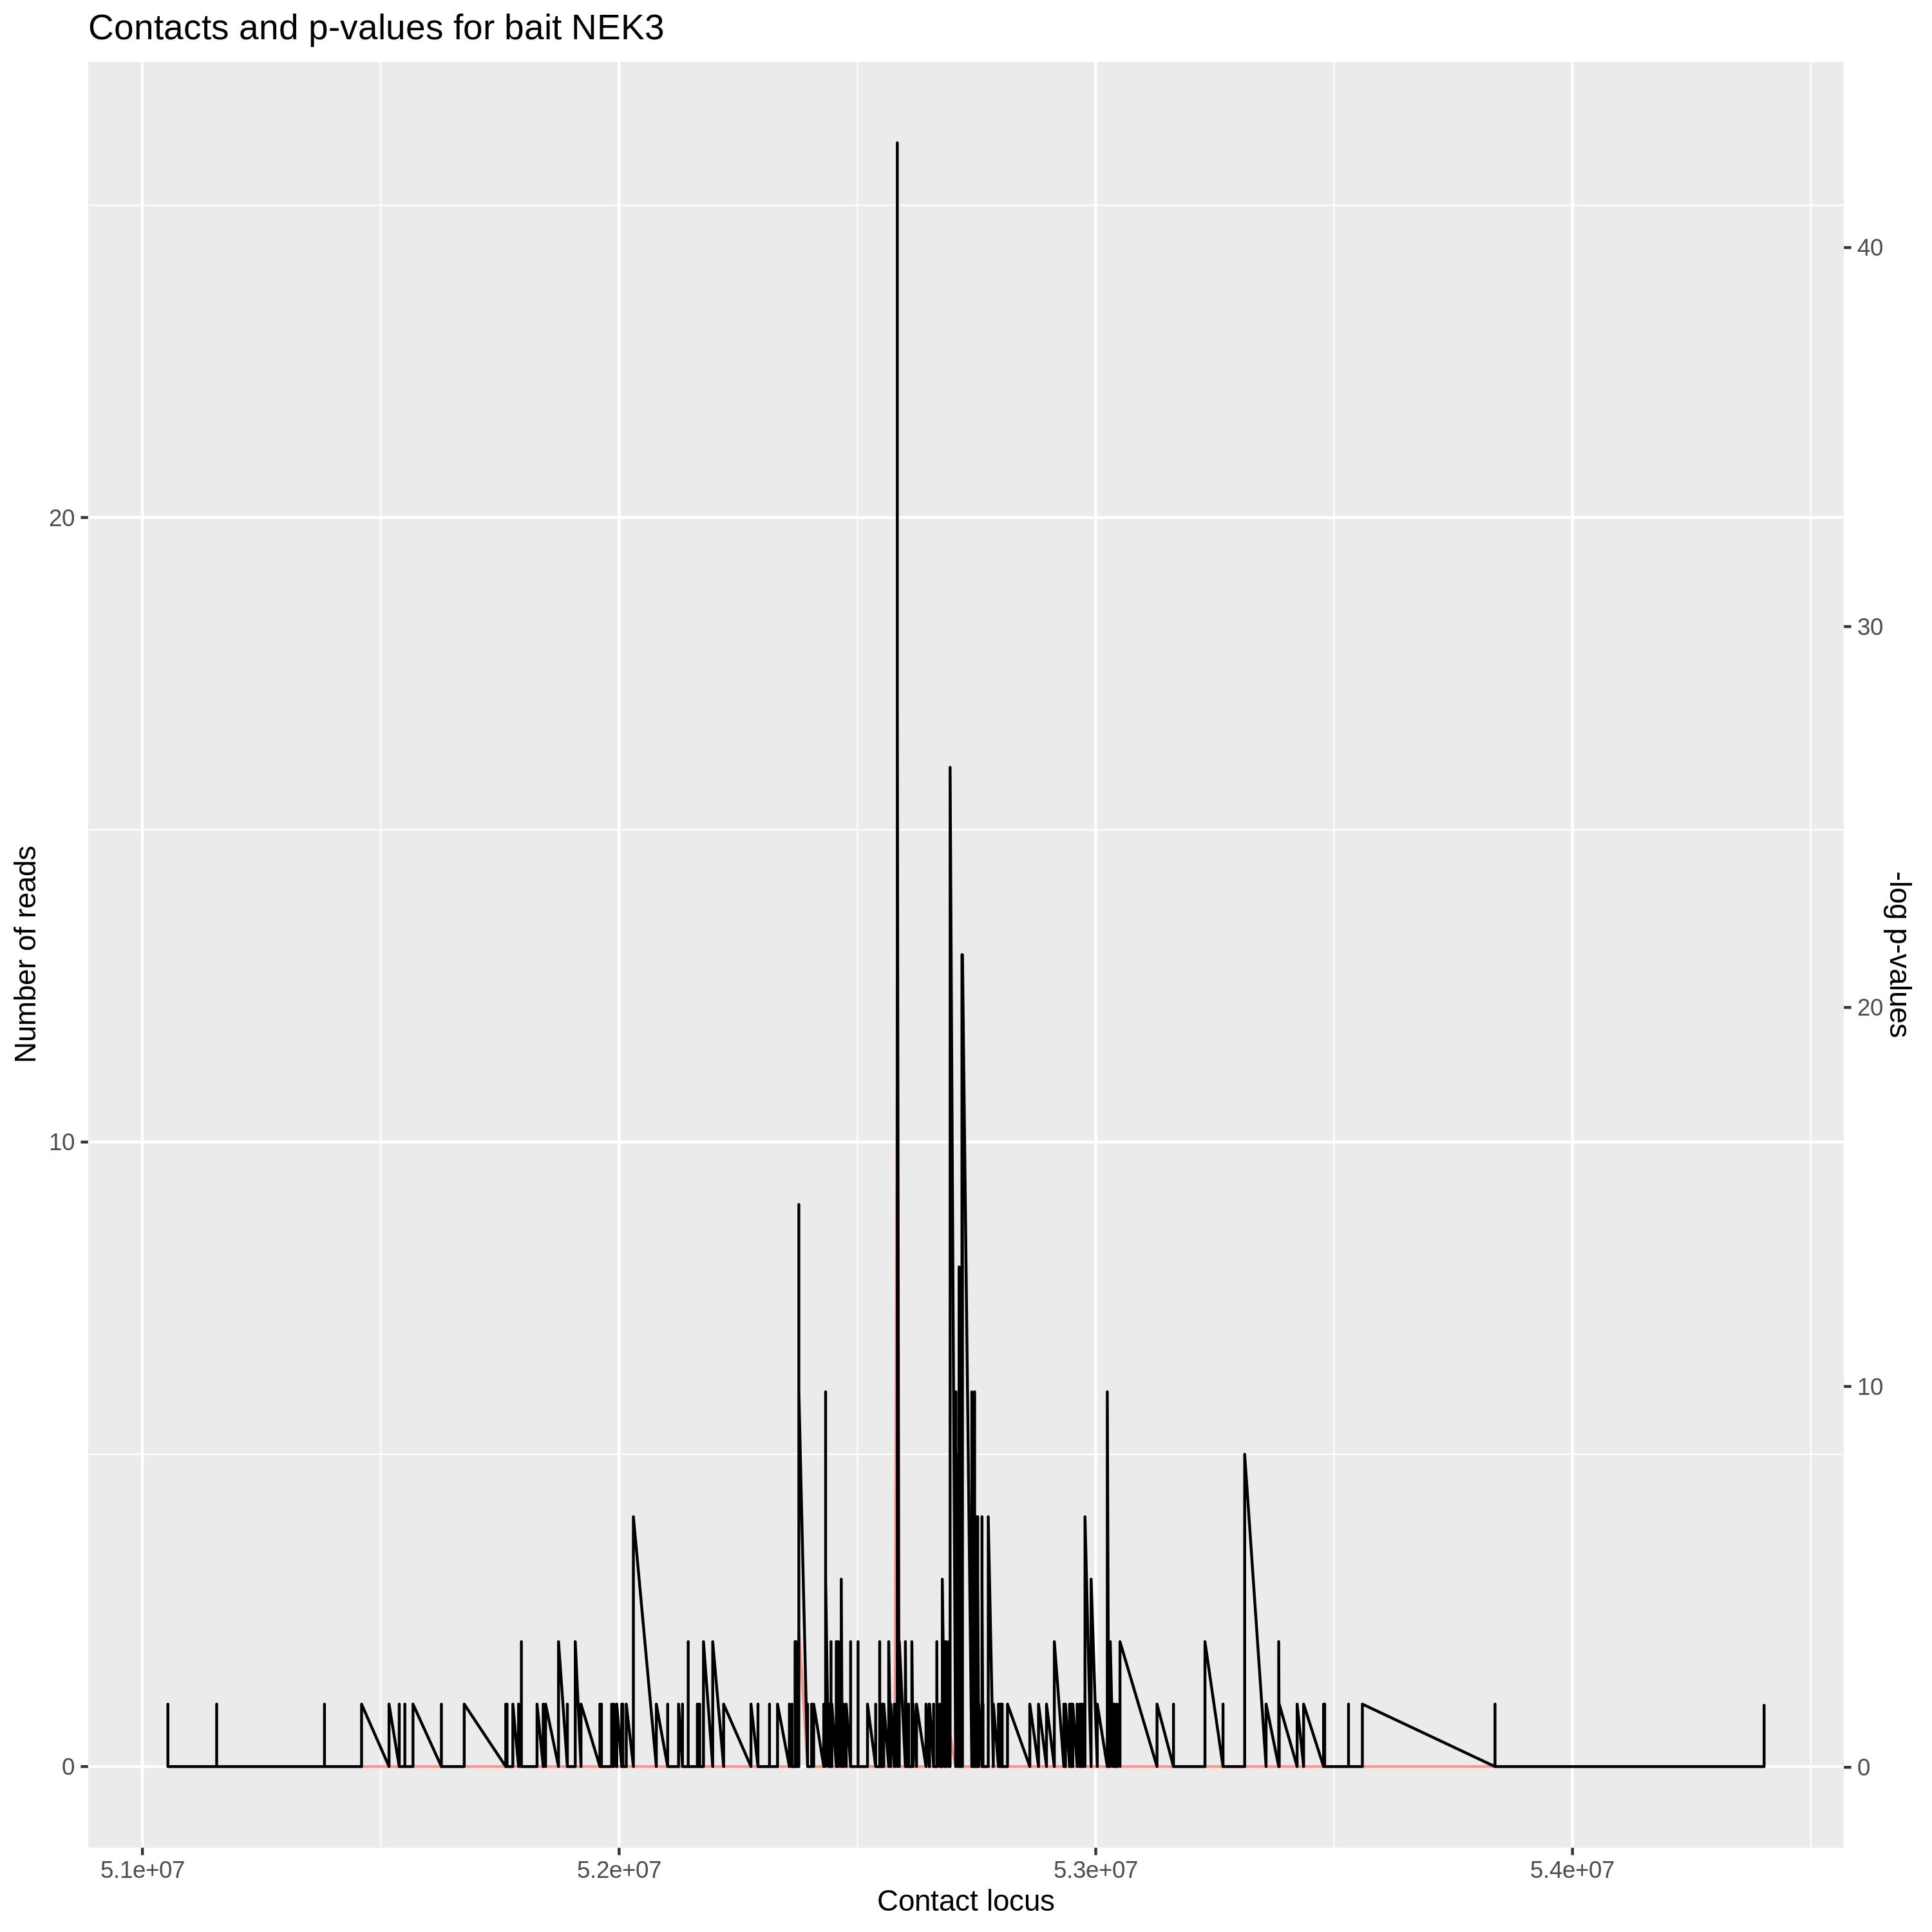 Contacts and p-values for bait NEK3
Number of reads
20
10
0
40
30
20
10
0
-log p-values
5.1e+07
5.2e+07
5.3e+07
5.4e+07
Contact locus